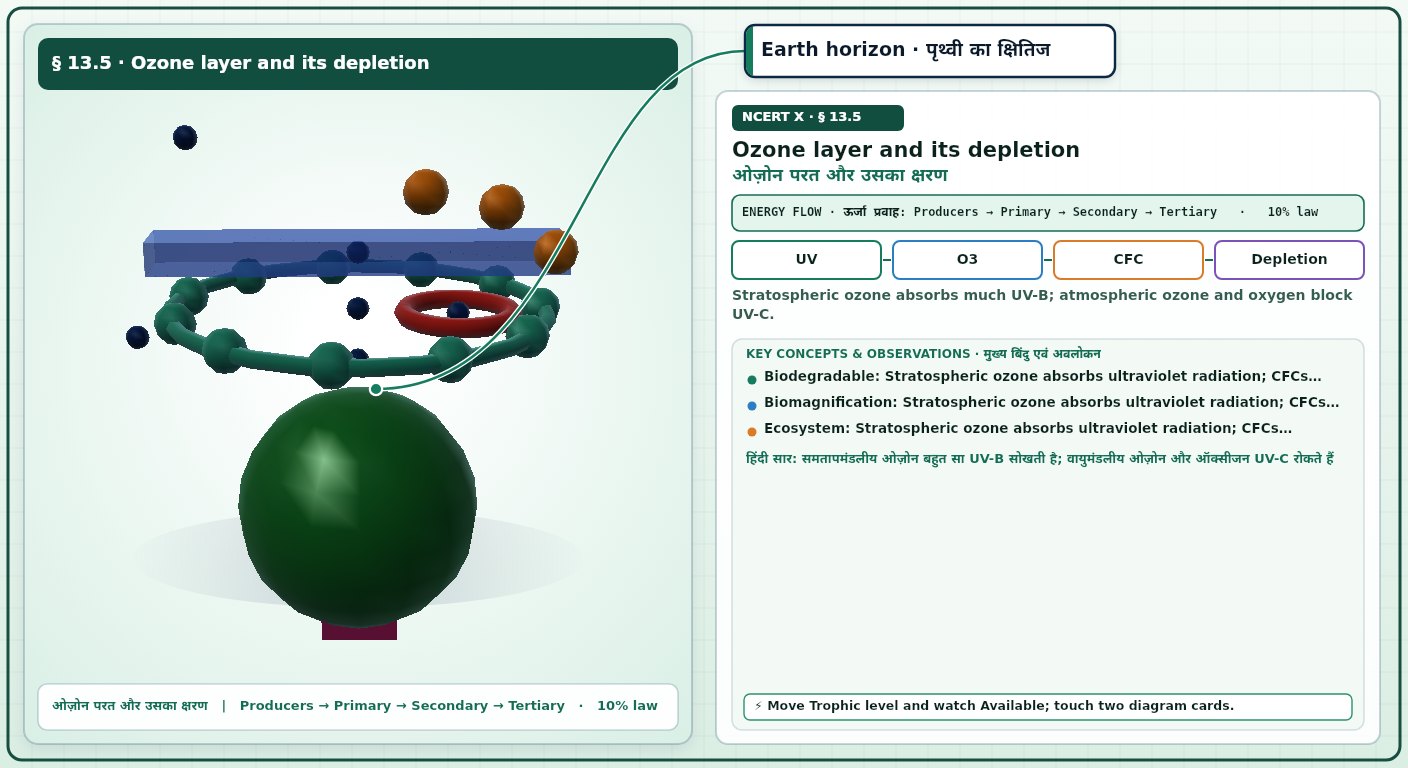 § 13.5 · Ozone layer and its depletion
Earth horizon · पृथ्वी का क्षितिज
NCERT X · § 13.5
Ozone layer and its depletion
ओज़ोन परत और उसका क्षरण
ENERGY FLOW · ऊर्जा प्रवाह: Producers → Primary → Secondary → Tertiary · 10% law
UV
O3
CFC
Depletion
Stratospheric ozone absorbs much UV-B; atmospheric ozone and oxygen block
UV-C.
KEY CONCEPTS & OBSERVATIONS · मुख्य बिंदु एवं अवलोकन
Biodegradable: Stratospheric ozone absorbs ultraviolet radiation; CFCs…
Biomagnification: Stratospheric ozone absorbs ultraviolet radiation; CFCs…
Ecosystem: Stratospheric ozone absorbs ultraviolet radiation; CFCs…
हिंदी सार: समतापमंडलीय ओज़ोन बहुत सा UV-B सोखती है; वायुमंडलीय ओज़ोन और ऑक्सीजन UV-C रोकते हैं
⚡ Move Trophic level and watch Available; touch two diagram cards.
ओज़ोन परत और उसका क्षरण | Producers → Primary → Secondary → Tertiary · 10% law